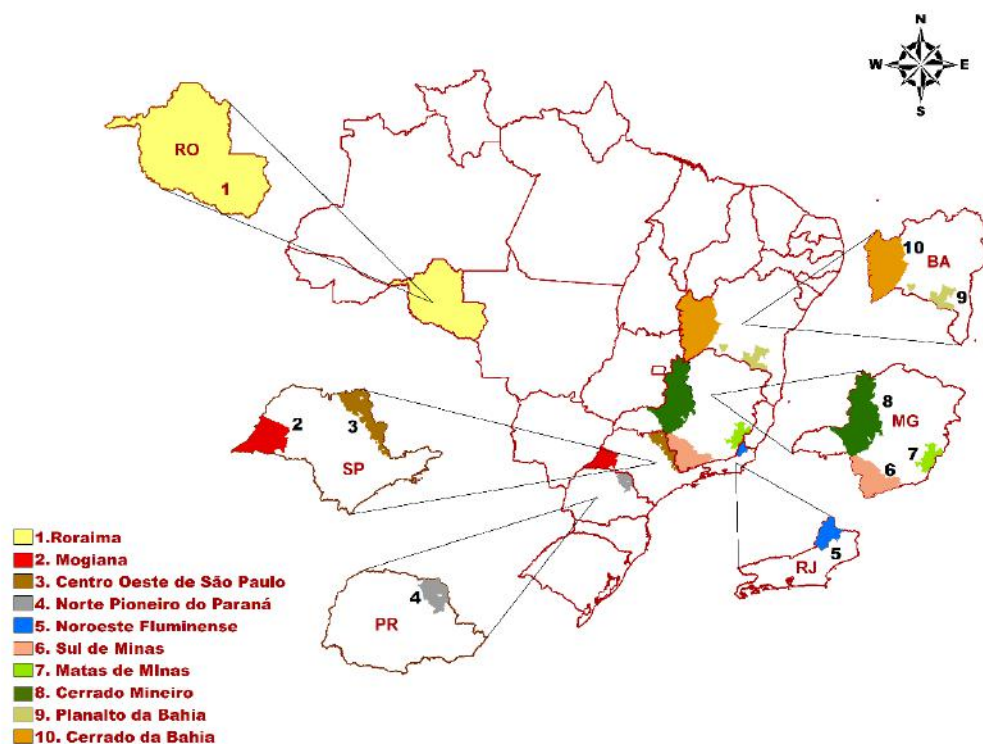 N
W E
S
RO
1
10
BA
9
2
3
SP
8
MG
7
6
5
RJ
4
PR
1.Roraima
2. Mogiana
3. Centro Oeste de São Paulo
4. Norte Pioneiro do Paraná
5. Noroeste Fluminense
6. Sul de Minas
7. Matas de MInas
8. Cerrado Mineiro
9. Planalto da Bahia
10. Cerrado da Bahia